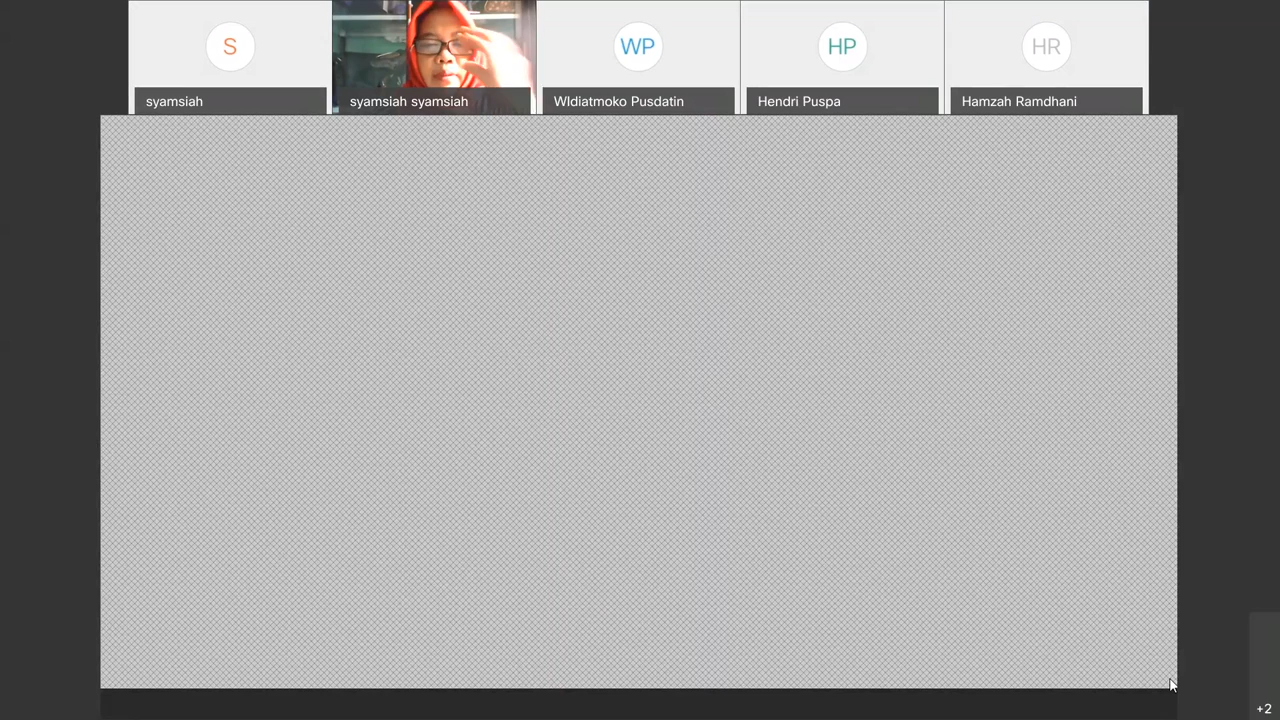 S
WP
HP
HR
syamsiah
syamsiah syamsiah
WIdiatmoko Pusdatin
Hendri Puspa
Hamzah Ramdhani
+2